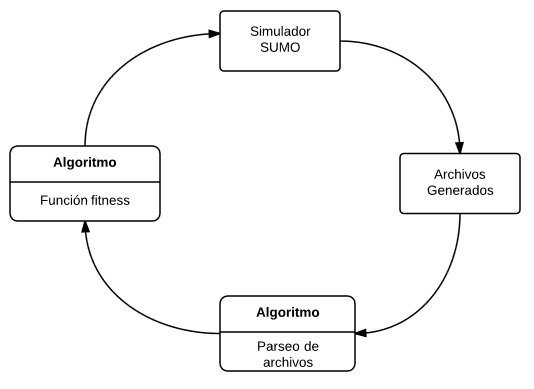 Simulador
SUMO
Archivos
Generados
Algoritmo
Parseo de
archivos
Algoritmo
Función fitness